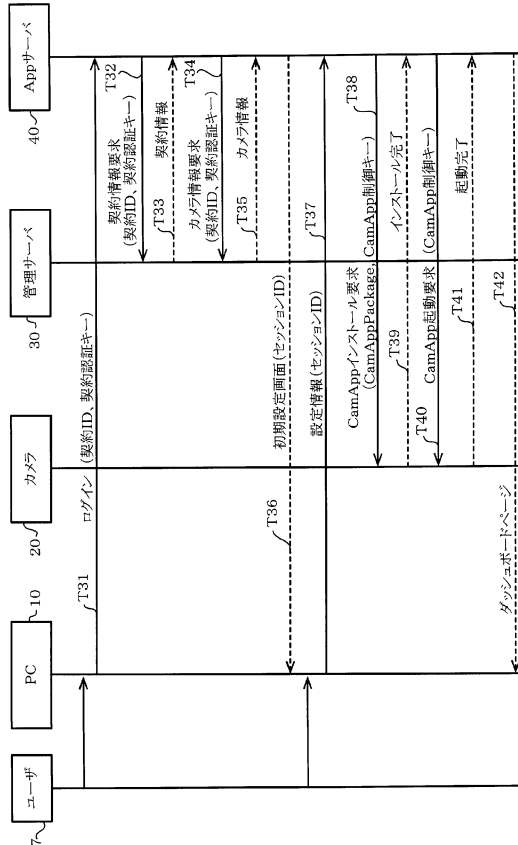 ユーザ
7
PC
10
カメラ
20
管理サーバ
30
Appサーバ
40
T31
ログイン (契約ID、契約認証キー)
T32
契約情報要求
(契約ID、契約認証キー)
T33
契約情報
T34
カメラ情報要求
(契約ID、契約認証キー)
T35
カメラ情報
T36
初期設定画面(セッションID)
T37
設定情報(セッションID)
T38
CamAppインストール要求
(CamAppPackage, CamApp制御キー)
T39
インストール完了
T40
CamApp起動要求 (CamApp制御キー)
T41
起動完了
T42
ダッシュボードページ